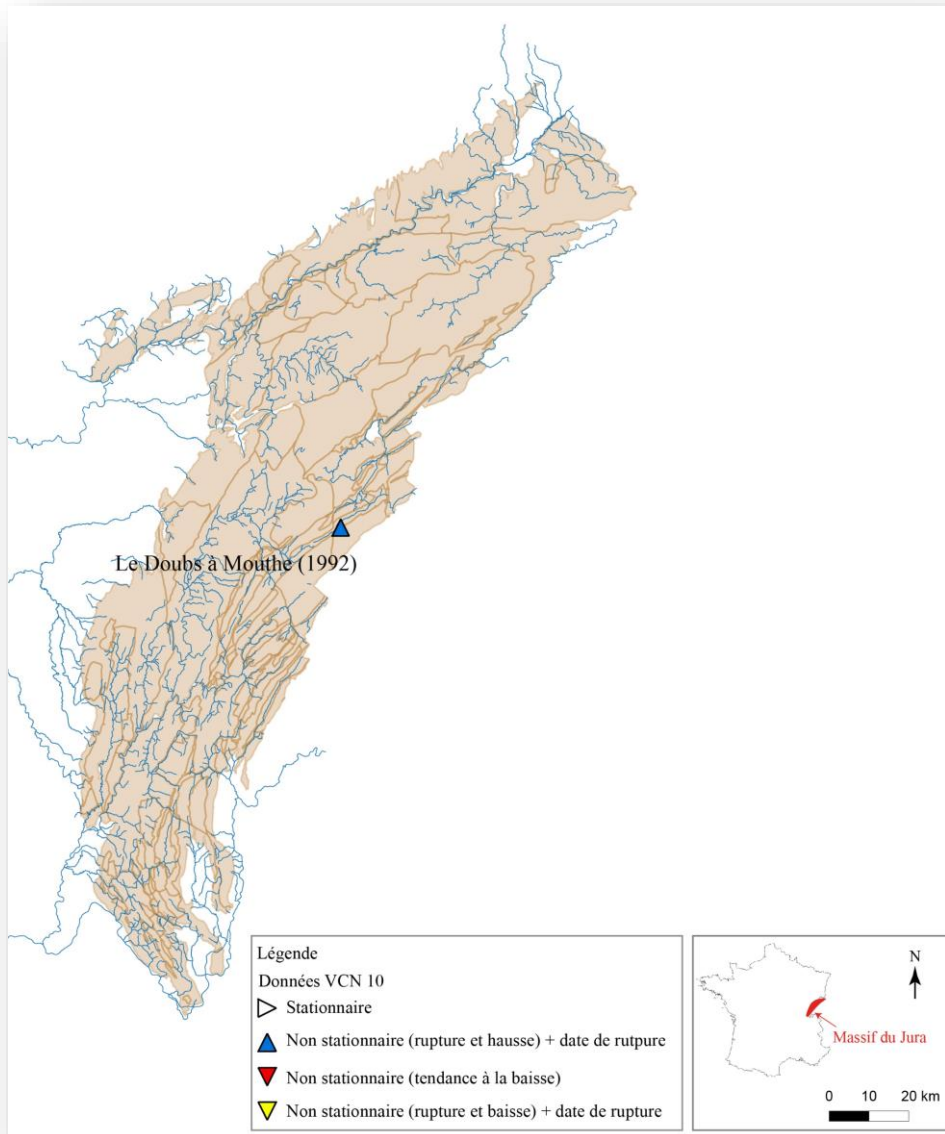 Le Doubs à Mouthe (1992)
Légende
Données VCN 10
Stationnaire
Non stationnaire (rupture et hausse) + date de rutpure
Non stationnaire (tendance à la baisse)
Non stationnaire (rupture et baisse) + date de rupture
N
Massif du Jura
0 10 20 km